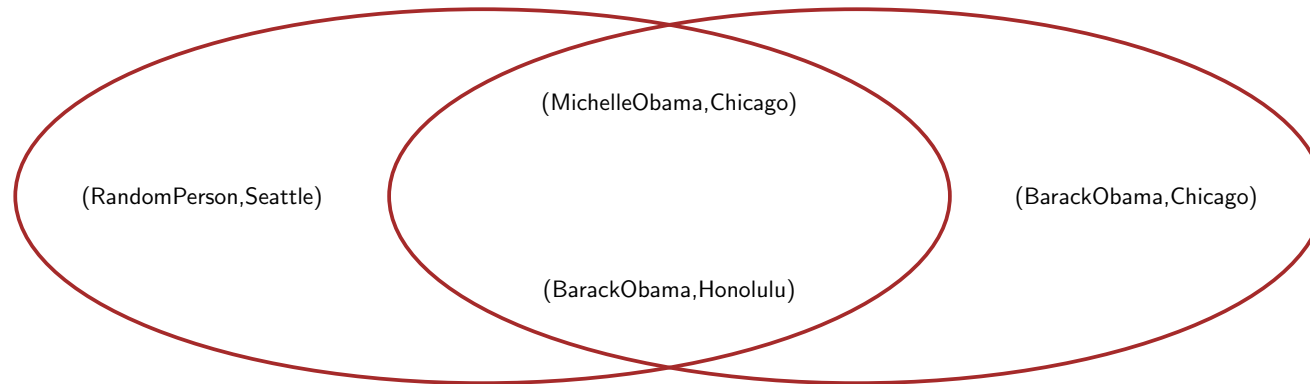 (MichelleObama,Chicago)
(RandomPerson,Seattle)
(BarackObama,Chicago)
(BarackObama,Honolulu)